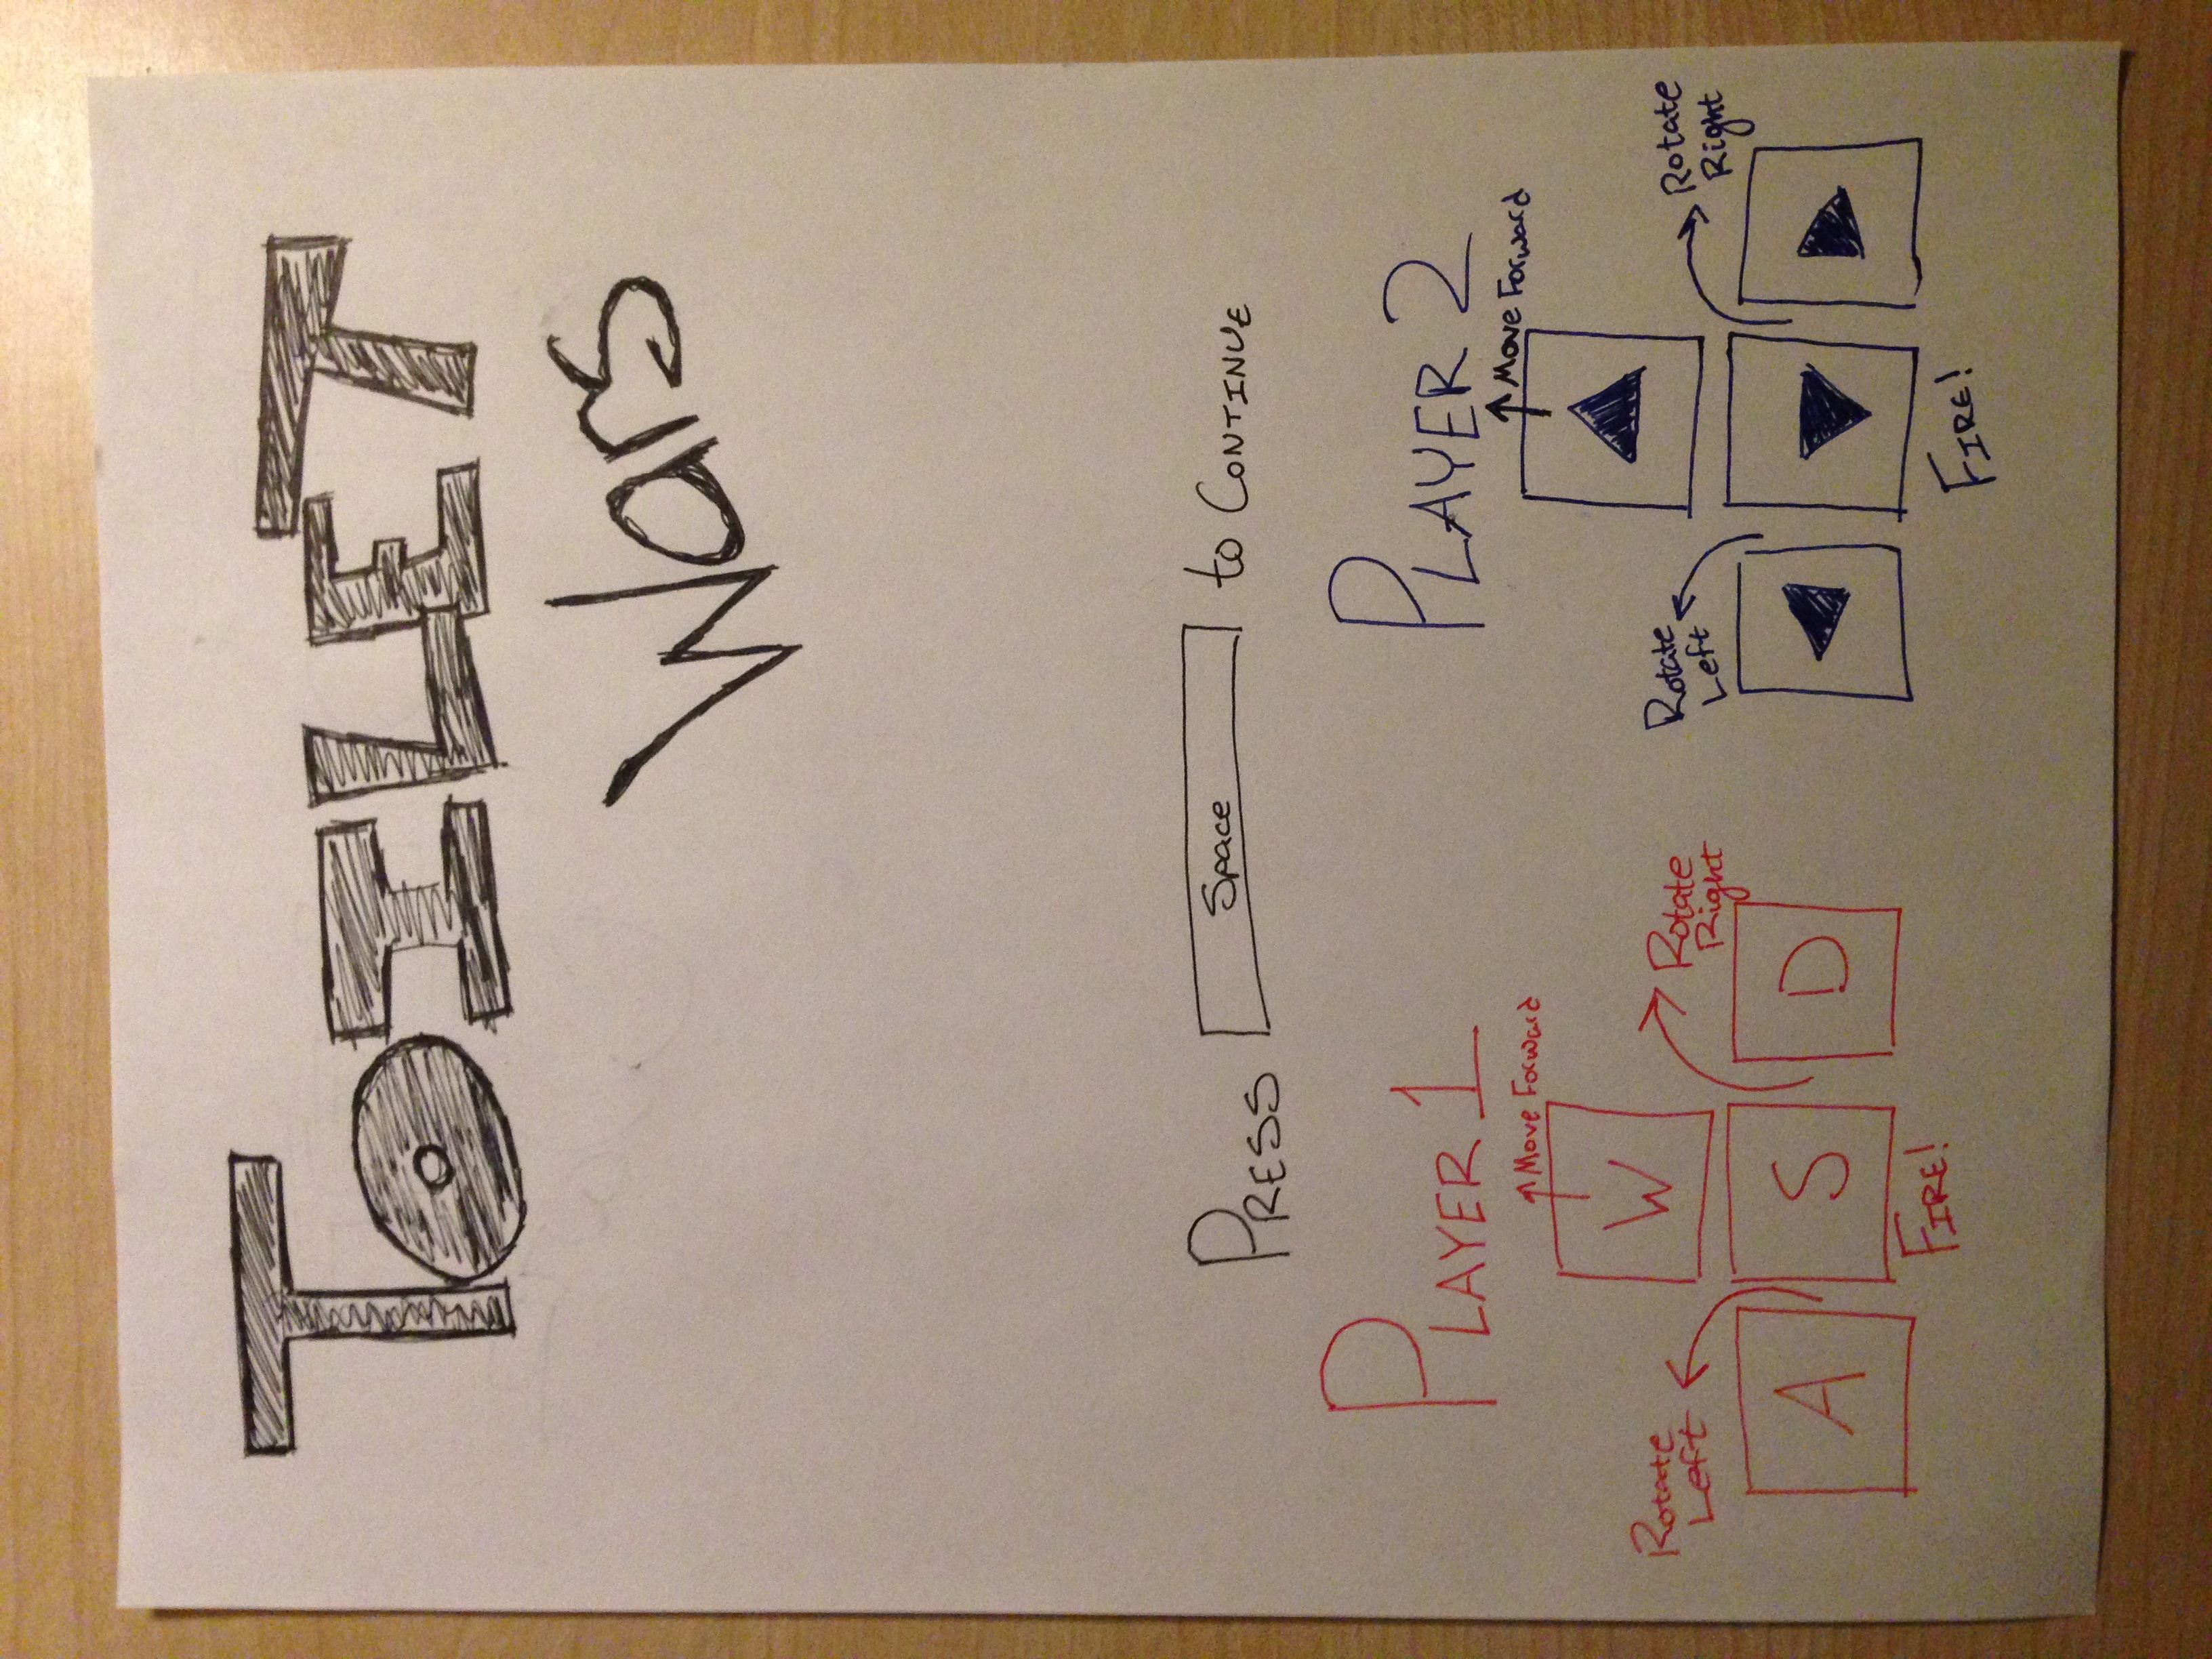 TOILET
Wars
PRESS Space to CONTINUE
PLAYER 1
Move Forward
W
Rotate
Left
Rotate
Right
A S D
FIRE!
PLAYER 2
Move Forward
Rotate
Left
Rotate
Right
FIRE!